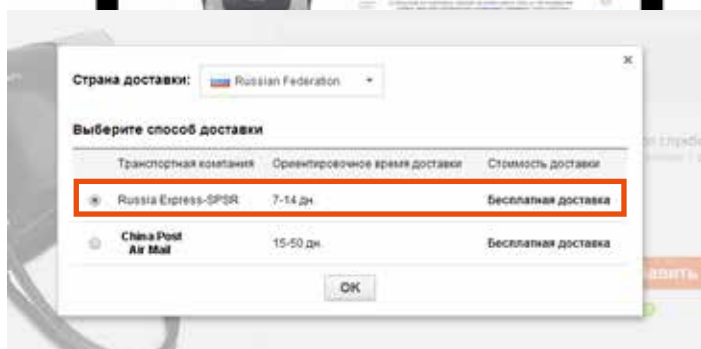 ×
Страна доставки: Russian Federation
Выберите способ доставки
Транспортная компания Ориентировочное время доставки Стоимость доставки
Russia Express-SPSR 7-14 дн. Бесплатная доставка
China Post
Air Mail 15-50 дн. Бесплатная доставка
OK